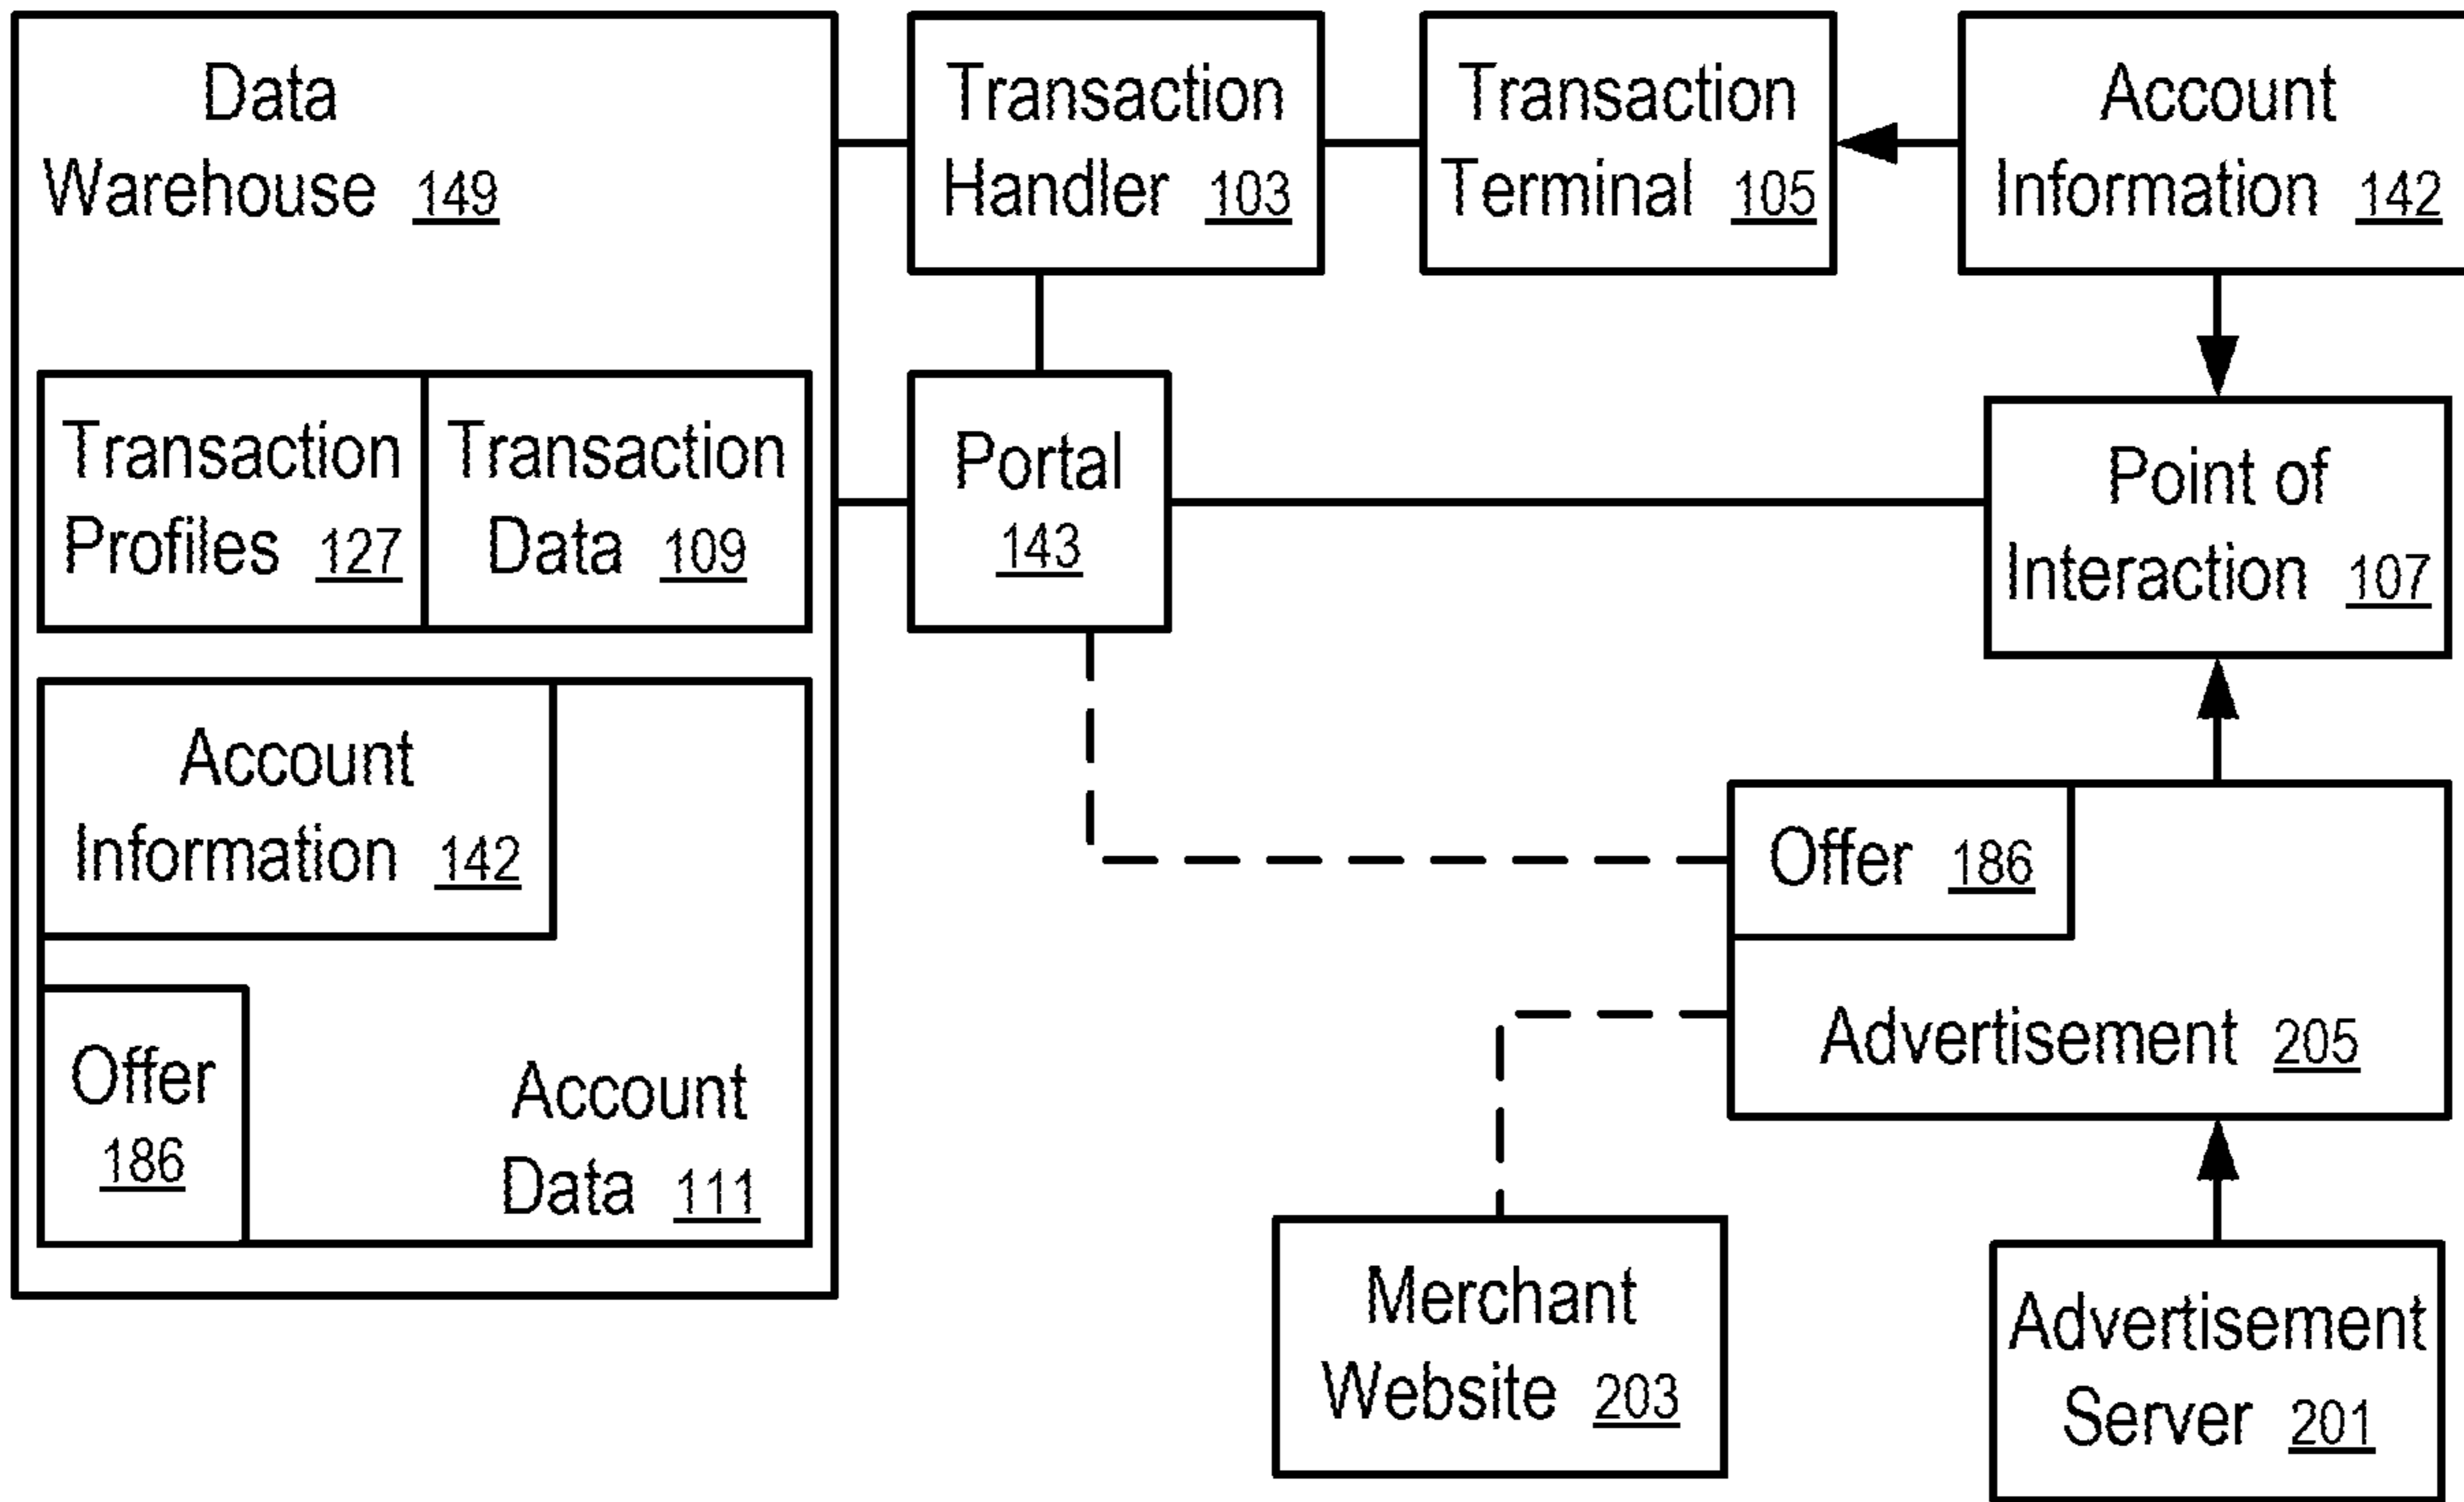 Data
Warehouse 149
Transaction
Handler 103
Transaction
Terminal 105
Account
Information 142
Transaction
Profiles 127
Transaction
Data 109
Portal
143
Point of
Interaction 107
Account
Information 142
Offer 186
Advertisement 205
Offer
186
Account
Data 111
Merchant
Website 203
Advertisement
Server 201